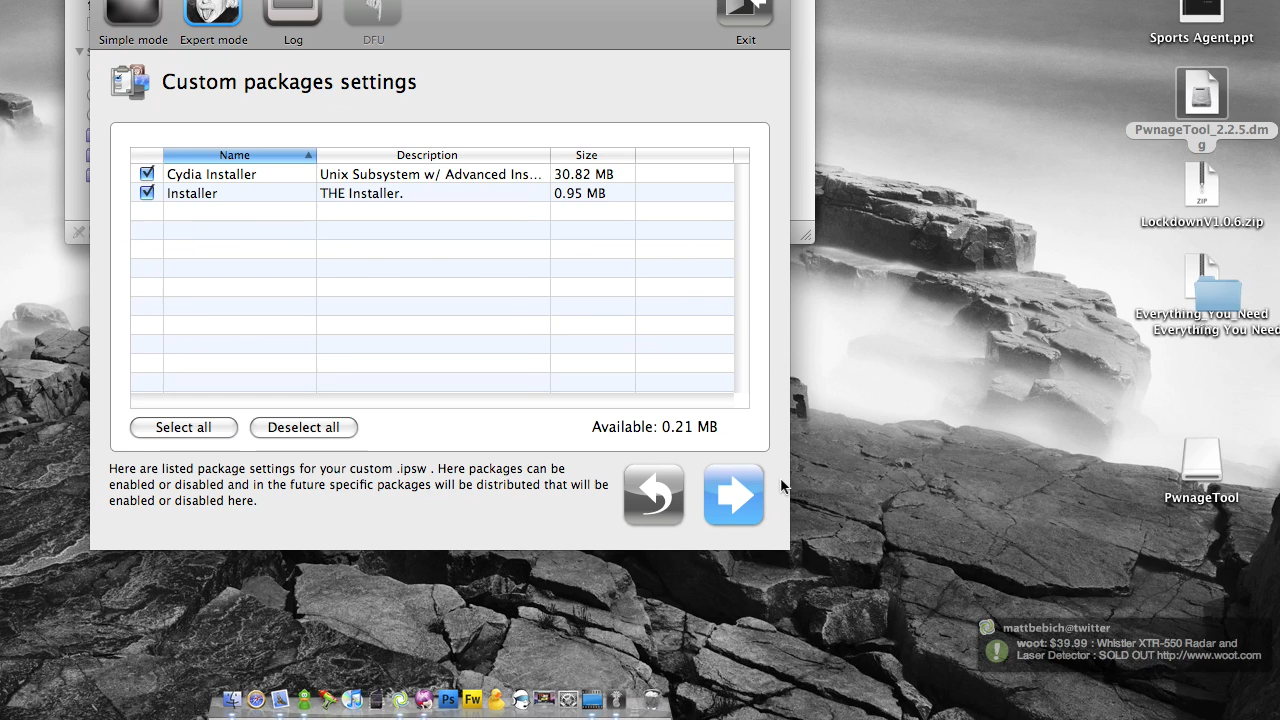 Simple mode
Expert mode
Log
DFU
Exit
Custom packages settings
Name
Description
Size
Cydia Installer
Unix Subsystem w/ Advanced Ins...
30.82 MB
Installer
THE Installer.
0.95 MB
Select all
Deselect all
Available: 0.21 MB
Here are listed package settings for your custom .ipsw . Here packages can be
enabled or disabled and in the future specific packages will be distributed that will be
enabled or disabled here.
Sports Agent.ppt
PwnageTool_2.2.5.dm
g
ZIP
LockdownV1.0.6.zip
Everything_You_Need
Everything You Need
PwnageTool
mattbebich@twitter
woot: $39.99 : Whistler XTR-550 Radar and
Laser Detector : SOLD OUT http://www.woot.com
Ps
Fw